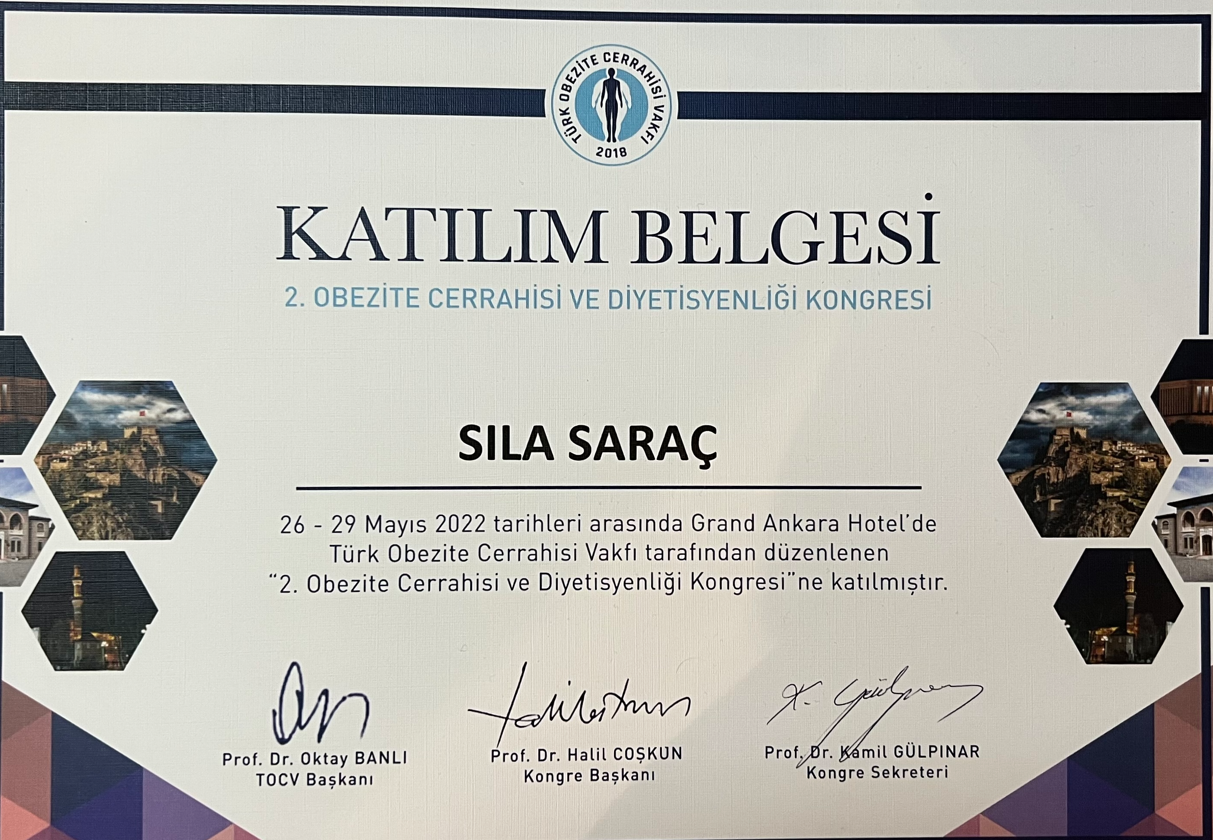 TÜRK OBEZİTE CERRAHİSİ VAKFI
2018
KATILIM BELGESİ
2. OBEZİTE CERRAHİSİ VE DİYETİSYENLİĞİ KONGRESİ
SILA SARAÇ
26 - 29 Mayıs 2022 tarihleri arasında Grand Ankara Hotel'de
Türk Obezite Cerrahisi Vakfı tarafından düzenlenen
"2. Obezite Cerrahisi ve Diyetisyenliği Kongresi"ne katılmıştır.
Prof. Dr. Oktay BANLI
TOCV Başkanı
Prof. Dr. Halil COŞKUN
Kongre Başkanı
K. Gülpınar
Prof. Dr. Kamil GÜLPINAR
Kongre Sekreteri